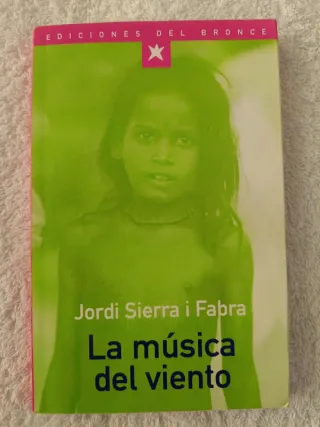 EDICIONES DEL BRONCE
Jordi Sierra i Fabra
La música
del viento